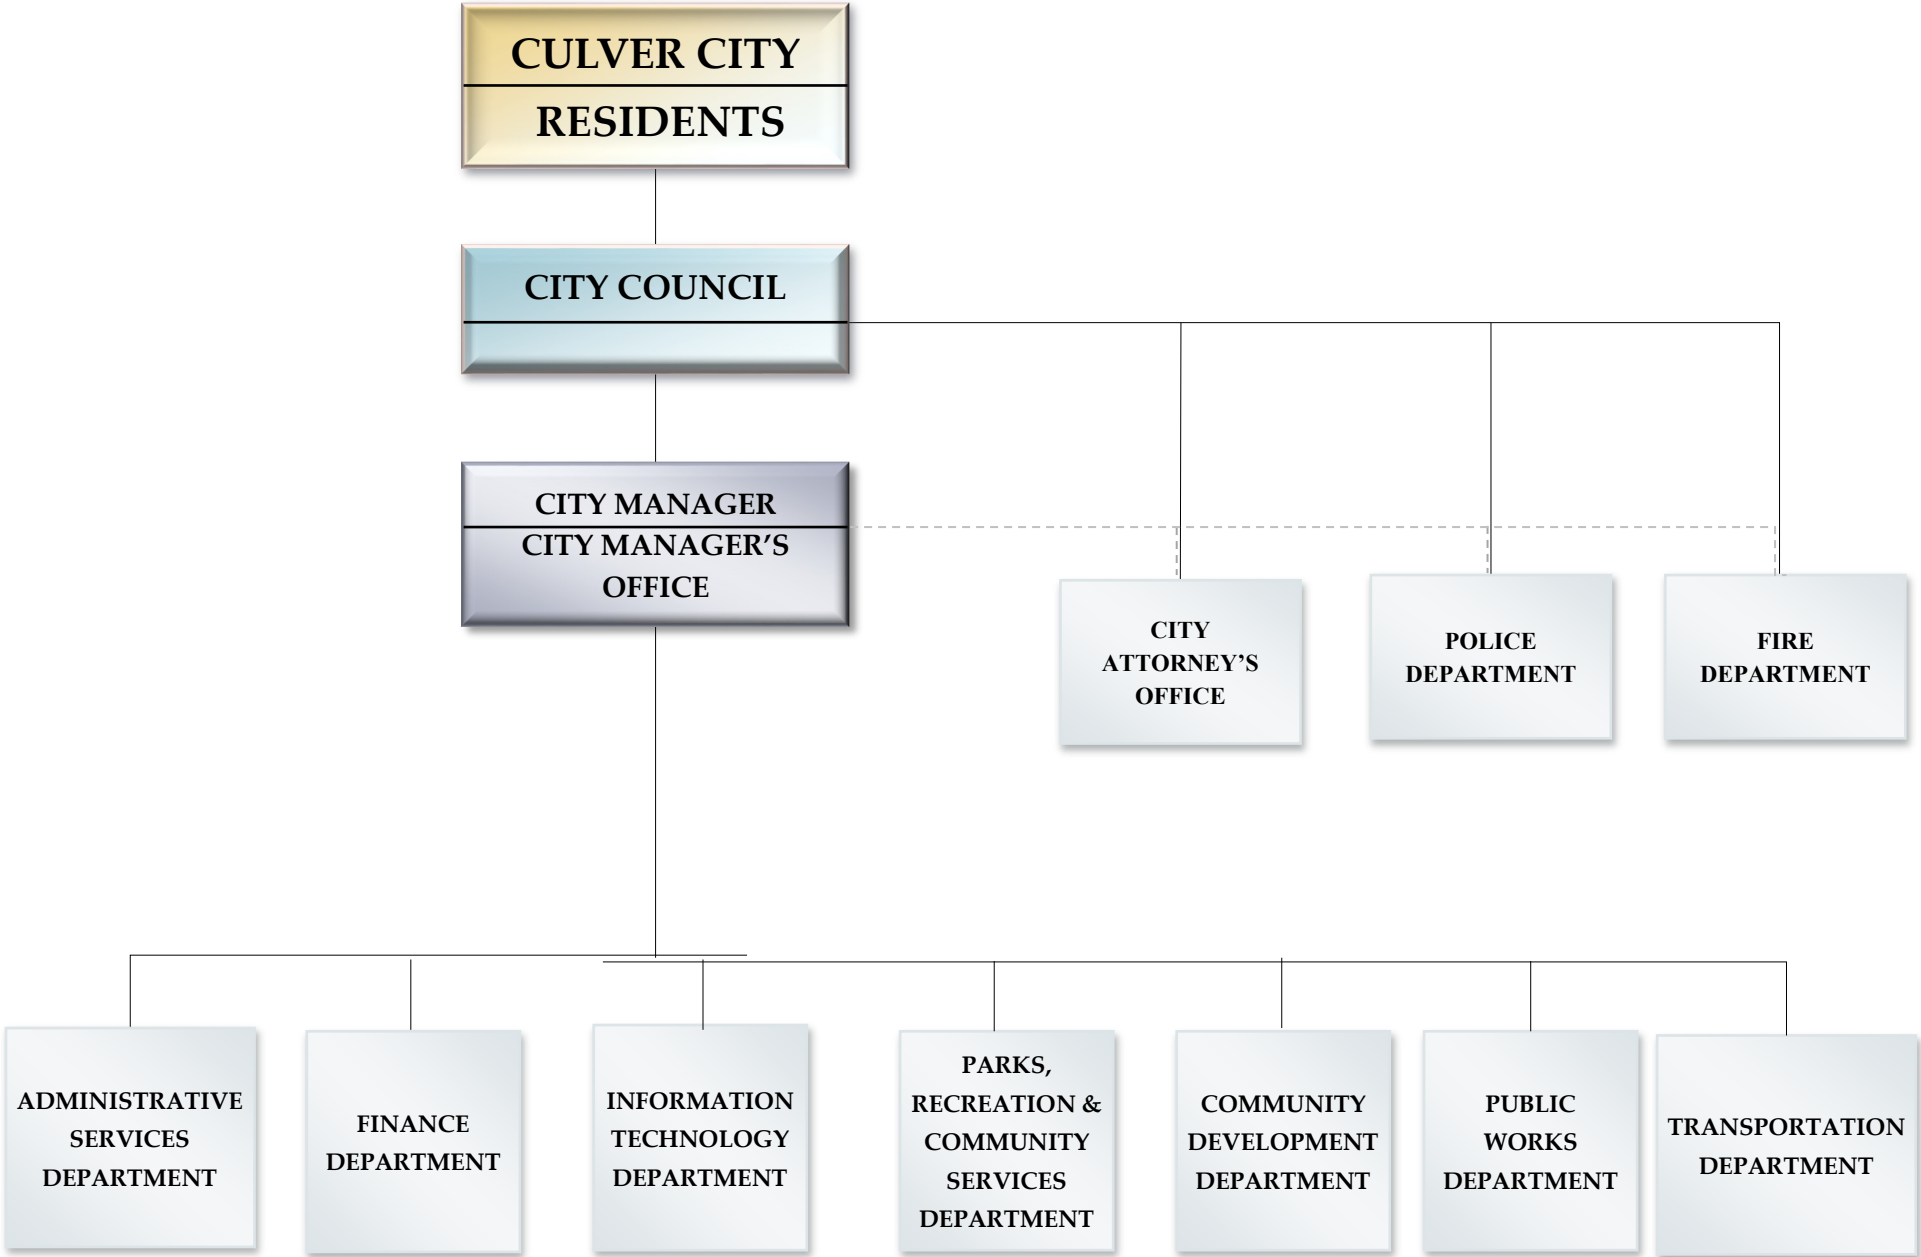 CULVER CITY
RESIDENTS
CITY COUNCIL
CITY MANAGER
CITY MANAGER’S
OFFICE
CITY
ATTORNEY’S
OFFICE
POLICE
DEPARTMENT
FIRE
DEPARTMENT
ADMINISTRATIVE
SERVICES
DEPARTMENT
FINANCE
DEPARTMENT
INFORMATION
TECHNOLOGY
DEPARTMENT
PARKS,
RECREATION &
COMMUNITY
SERVICES
DEPARTMENT
COMMUNITY
DEVELOPMENT
DEPARTMENT
PUBLIC
WORKS
DEPARTMENT
TRANSPORTATION
DEPARTMENT